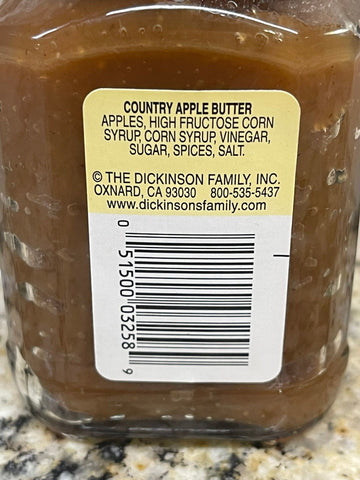 COUNTRY APPLE BUTTER
APPLES, HIGH FRUCTOSE CORN
SYRUP, CORN SYRUP, VINEGAR,
SUGAR, SPICES, SALT.
© THE DICKINSON FAMILY, INC.
OXNARD, CA 93030 800-535-5437
www.dickinsonsfamily.com
0 51500 03258 9